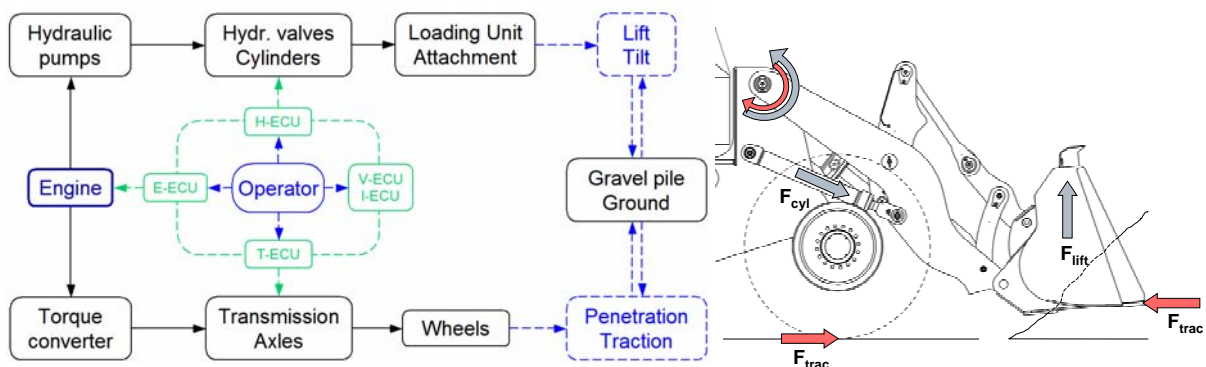 Hydraulic
pumps
Hydr. valves
Cylinders
Loading Unit
Attachment
Lift
Tilt
H-ECU
Engine
E-ECU
Operator
V-ECU
I-ECU
Gravel pile
Ground
T-ECU
Torque
converter
Transmission
Axles
Wheels
Penetration
Traction
Fcyl
Flift
Ftrac
Ftrac